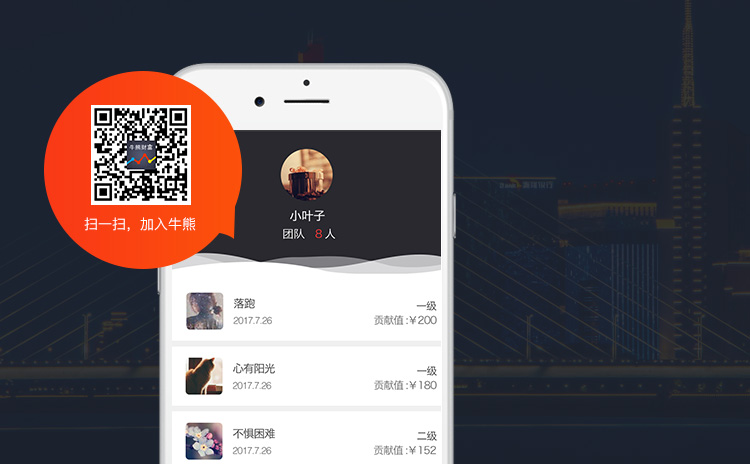 牛熊财富
扫一扫，加入牛熊
小叶子
团队 8人
落跑
一级
2017.7.26
贡献值:￥200
心有阳光
一级
2017.7.26
贡献值:￥180
不惧困难
二级
2017.7.26
贡献值:￥152